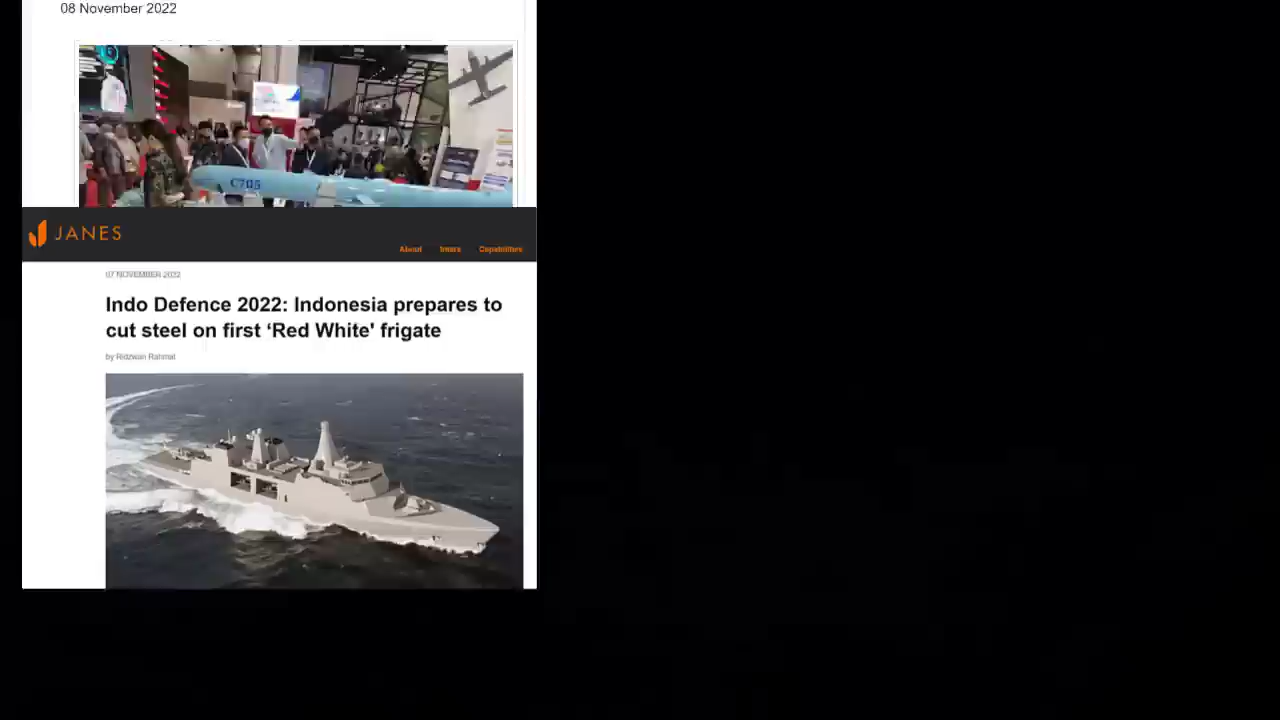 08 November 2022
C705
JANES
About
Intara
Capabilities
07 NOVEMBER 2022
Indo Defence 2022: Indonesia prepares to
cut steel on first ‘Red White' frigate
by Ridzwan Rahmat